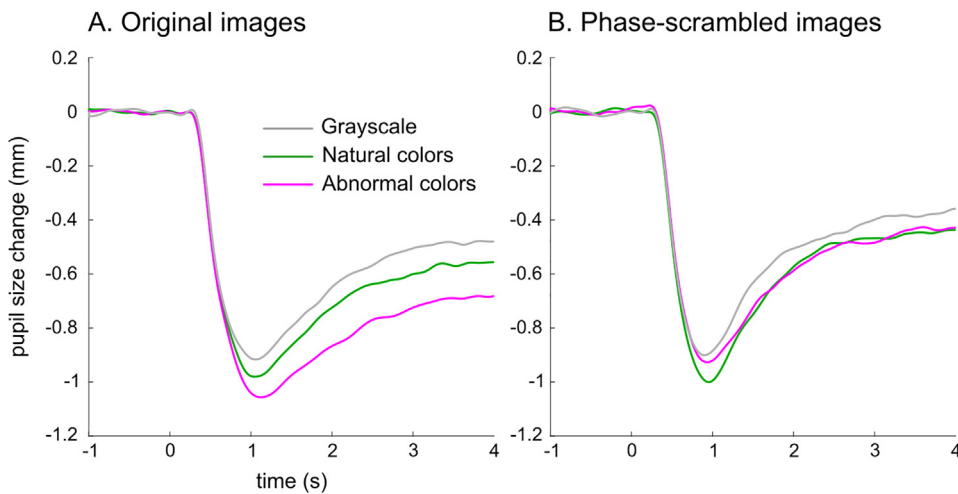 A. Original images
B. Phase-scrambled images
0.2
0
-0.2
-0.4
-0.6
-0.8
-1
-1.2
pupil size change (mm)
Grayscale
Natural colors
Abnormal colors
-1 0 1 2 3 4
time (s)
0.2
0
-0.2
-0.4
-0.6
-0.8
-1
-1.2
-1 0 1 2 3 4